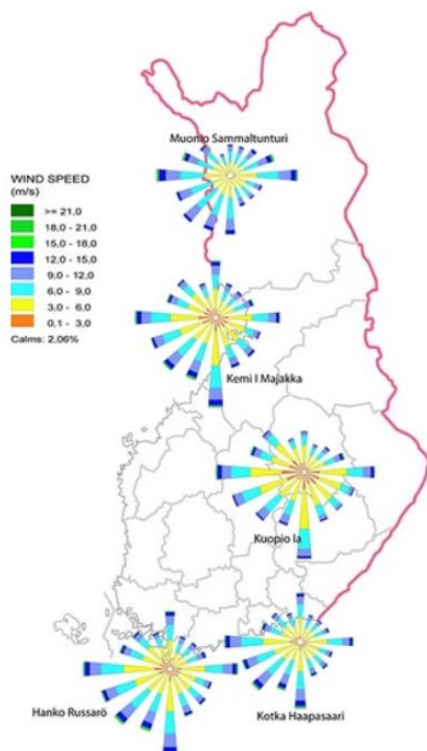 Muonio Sammaltunturi
WIND SPEED
(m/s)
>= 21,0
18,0 - 21,0
15,0 - 18,0
12,0 - 15,0
9,0 - 12,0
6,0 - 9,0
3,0 - 6,0
0,1 - 3,0
Calms: 2,06%
Kemi I Majakka
Kuopio la
Hanko Russarö
Kotka Haapasaari